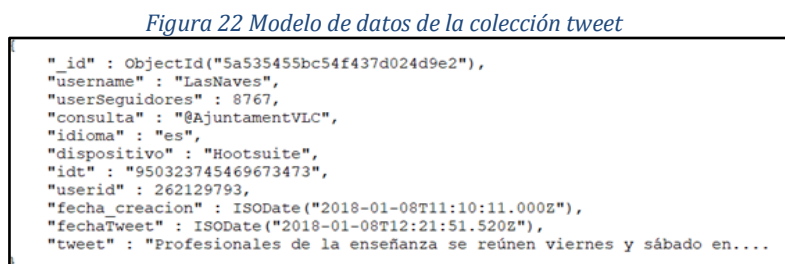 Figura 22 Modelo de datos de la colección tweet
{
"_id" : ObjectId("5a535455bc54f437d024d9e2"),
"username" : "LasNaves",
"userSeguidores" : 8767,
"consulta" : "@AjuntamentVLC",
"idioma" : "es",
"dispositivo" : "Hootsuite",
"idt" : "950323745469673473",
"userid" : 262129793,
"fecha_creacion" : ISODate("2018-01-08T11:10:11.000Z"),
"fechaTweet" : ISODate("2018-01-08T12:21:51.520Z"),
"tweet" : "Profesionales de la enseñanza se reúnen viernes y sábado en....
}